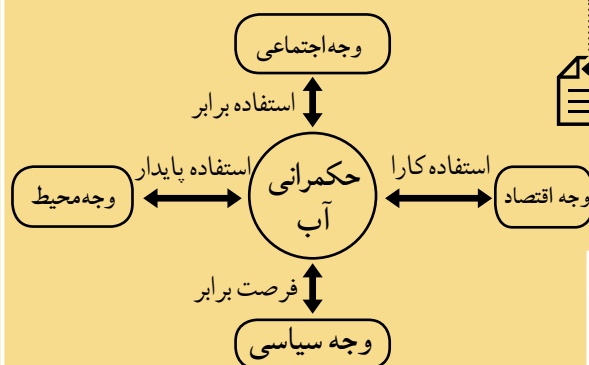 وجه اجتماعی
استفاده برابر
حکمرانی
آب
استفاده کارا
وجه اقتصاد
استفاده پایدار
وجه محیط
فرصت برابر
وجه سیاسی